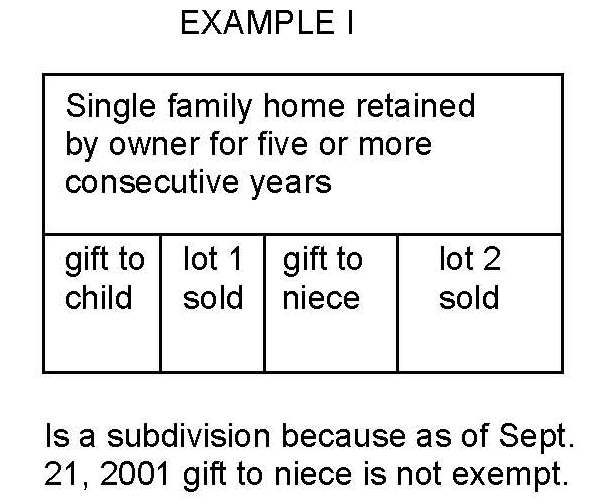 EXAMPLE I
Single family home retained
by owner for five or more
consecutive years
gift to
child
lot 1
sold
gift to
niece
lot 2
sold
Is a subdivision because as of Sept.
21, 2001 gift to niece is not exempt.